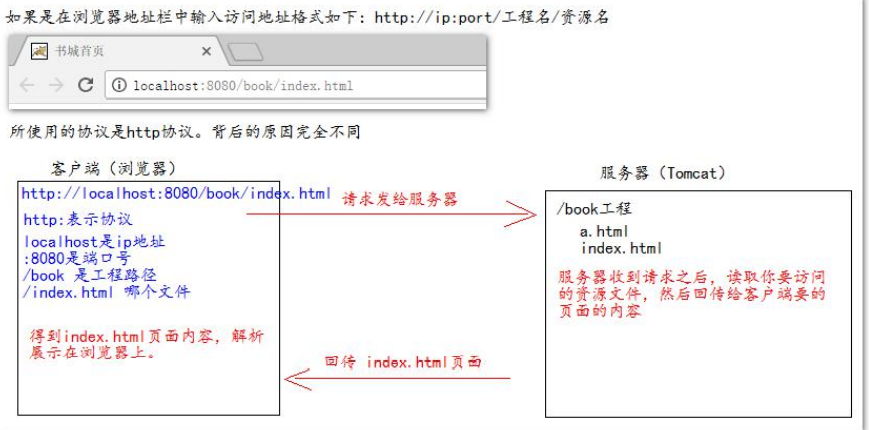 如果是在浏览器地址栏中输入访问地址格式如下：http://ip:port/工程名/资源名
书城首页
localhost:8080/book/index.html
所使用的协议是http协议。背后的原因完全不同
客户端（浏览器）
服务器（Tomcat）
http://localhost:8080/book/index.html
http:表示协议
localhost是ip地址
:8080是端口号
/book 是工程路径
/index.html 哪个文件
得到index.html页面内容，解析
展示在浏览器上。
请求发给服务器
回传 index.html页面
/book工程
a.html
index.html
服务器收到请求之后，读取你要访问
的资源文件，然后回传给客户端要的
页面的内容